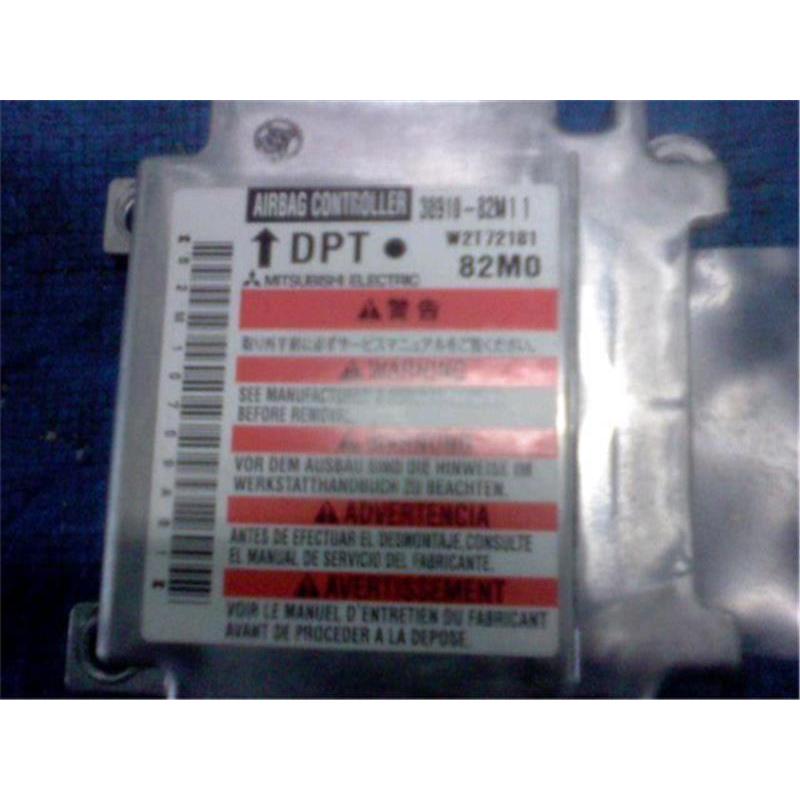 AIRBAG CONTROLLER 38910-82M11
↑DPT● W2T72181
82M0
MITSUBISHI ELECTRIC
⚠警告
取り外す前に必ずサービスマニュアルをご覧ください。
⚠WARNING
SEE MANUFACTURER'S
BEFORE REMOVAL
⚠WARNUNG
VOR DEM AUSBAU SIND DIE HINWEISE IM
WERKSTATTHANDBUCH ZU BEACHTEN.
⚠ADVERTENCIA
ANTES DE EFECTUAR EL DESMONTAJE,CONSULTE
EL MANUAL DE SERVICIO DEL FABRICANTE.
⚠AVERTISSEMENT
VOIR LE MANUEL D'ENTRETIEN DU FABRICANT
AVANT DE PROCEDER A LA DEPOSE.